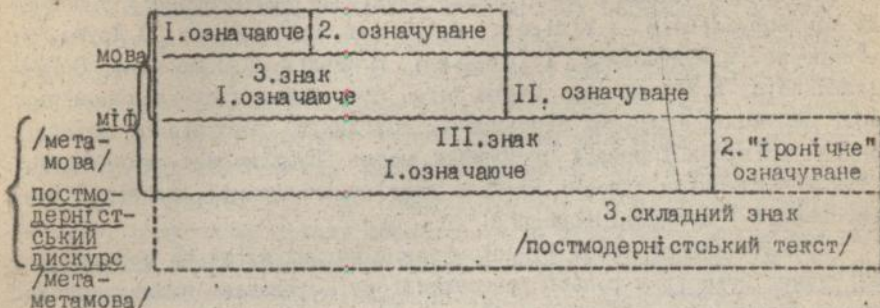 I.означаюче 2. означуване
мова
3.знак
I.означаюче II. означуване
міф
/мета-
мова/
III.знак
I.означаюче
2."іронічне"
означуване
постмо-
дерніст-
ський
дискурс
/мета-
метамова/
3.складний знак
/постмодерністський текст/